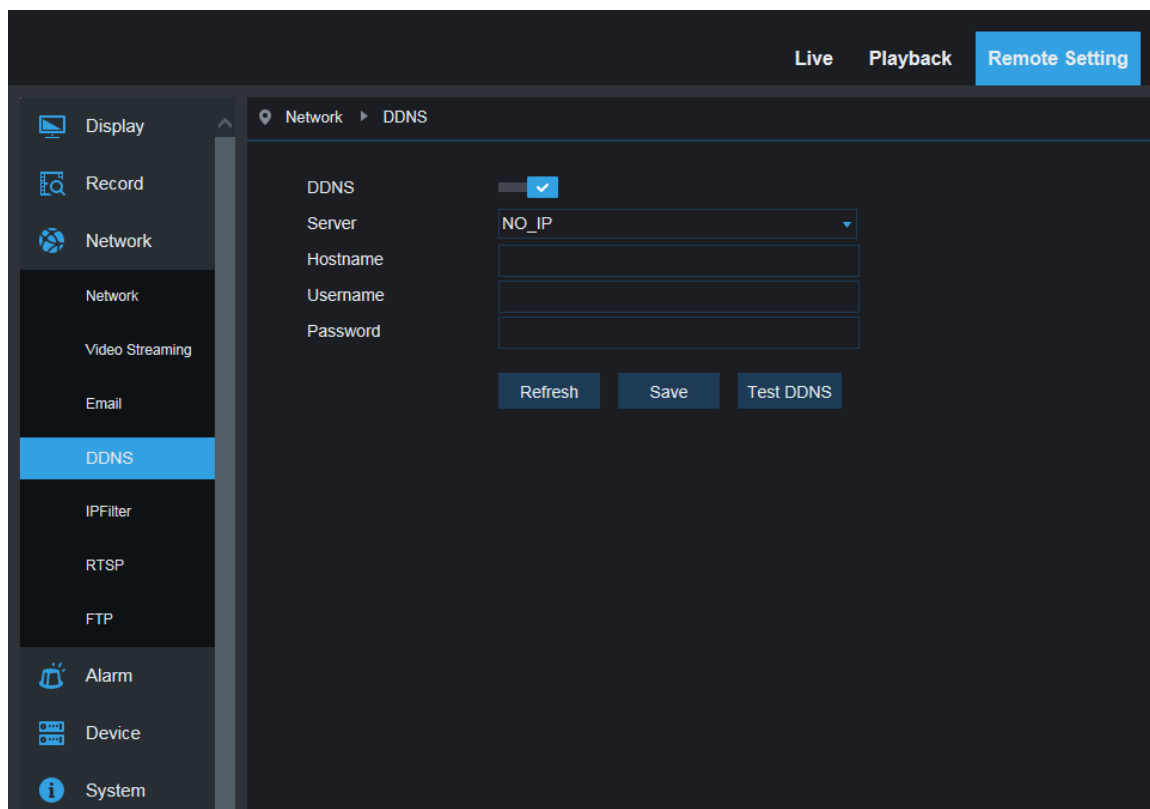 Live Playback Remote Setting
Display
Record
Network
Network
Video Streaming
Email
DDNS
IPFilter
RTSP
FTP
Alarm
Device
System
Network DDNS
DDNS
Server NO_IP
Hostname
Username
Password
Refresh Save Test DDNS